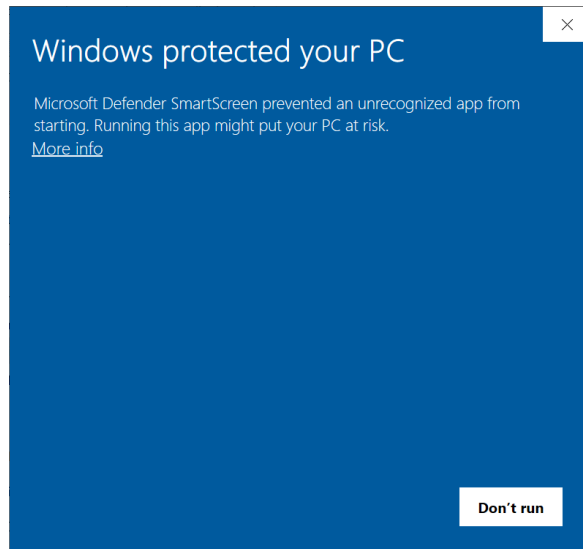 Windows protected your PC
Microsoft Defender SmartScreen prevented an unrecognized app from
starting. Running this app might put your PC at risk.
More info
Don't run